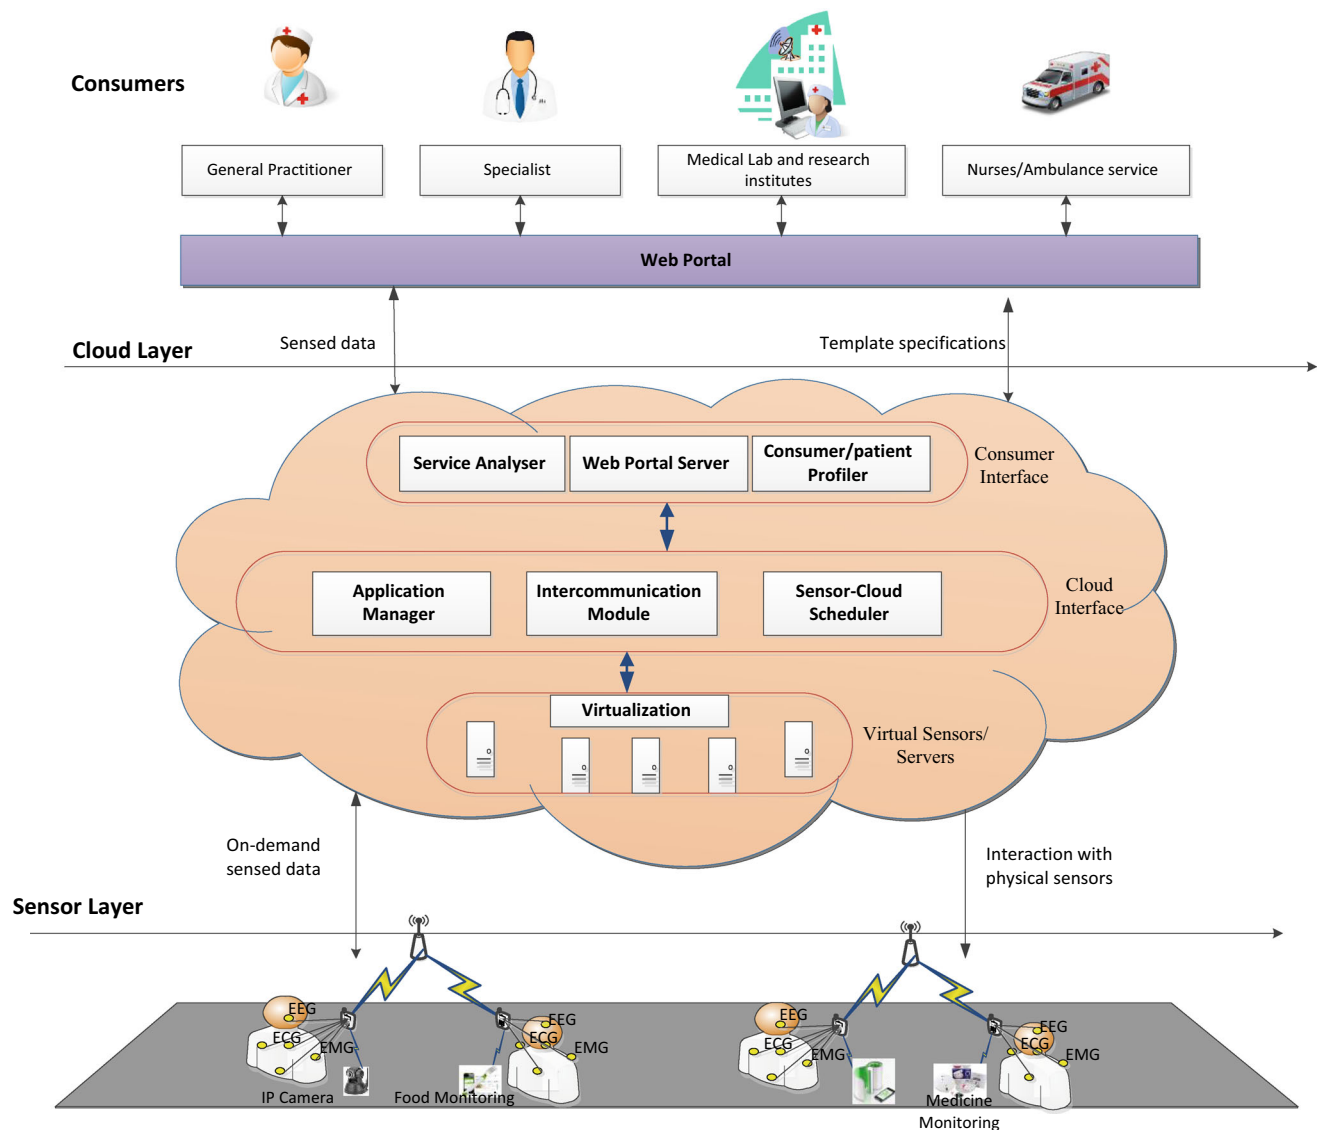 Consumers
General Practitioner
Specialist
Medical Lab and research
institutes
Nurses/Ambulance service
Web Portal
Sensed data
Template specifications
Cloud Layer
Service Analyser
Web Portal Server
Consumer/patient
Profiler
Consumer
Interface
Application
Manager
Intercommunication
Module
Sensor-Cloud
Scheduler
Cloud
Interface
Virtualization
Virtual Sensors/
Servers
On-demand
sensed data
Interaction with
physical sensors
Sensor Layer
EEG
ECG
EMG
EEG
ECG
EMG
EEG
ECG
EMG
EEG
ECG
EMG
IP Camera
Food Monitoring
Medicine
Monitoring